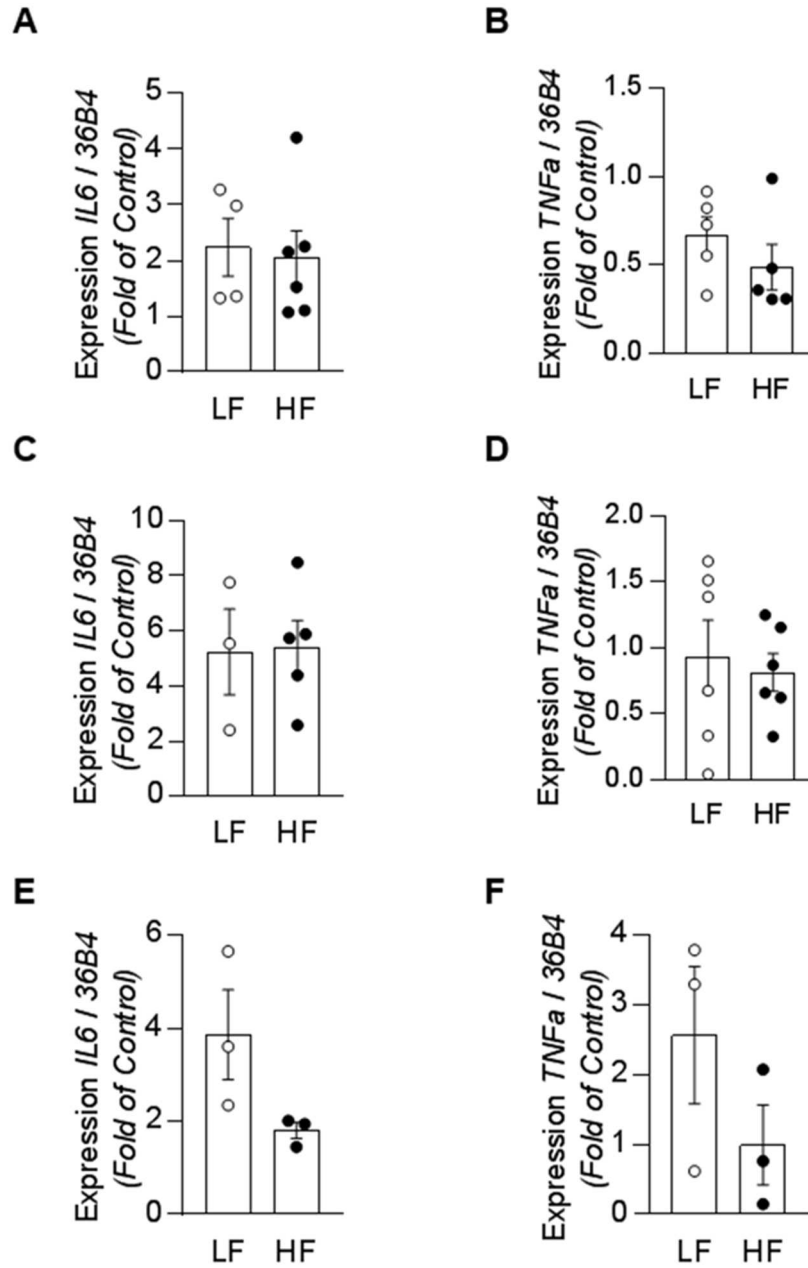 A
Expression IL6 / 36B4
(Fold of Control)
5
4
3
2
1
0
LF HF
B
Expression TNFa / 36B4
(Fold of Control)
1.5
1.0
0.5
0.0
LF HF
C
Expression IL6 / 36B4
(Fold of Control)
10
8
6
4
2
0
LF HF
D
Expression TNFa / 36B4
(Fold of Control)
2.0
1.5
1.0
0.5
0.0
LF HF
E
Expression IL6 / 36B4
(Fold of Control)
6
4
2
0
LF HF
F
Expression TNFa / 36B4
(Fold of Control)
4
3
2
1
0
LF HF